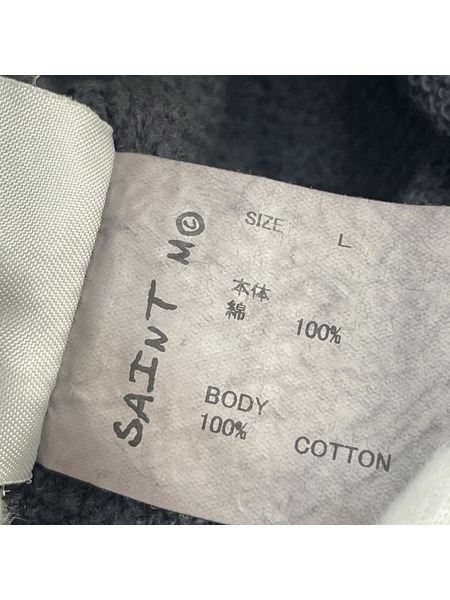 SAINT M©
SIZE L
本体
綿 100%
BODY
100% COTTON